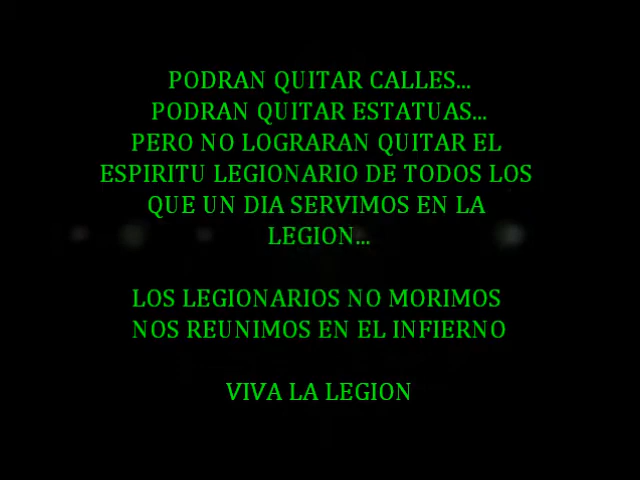 PODRAN QUITAR CALLES...
PODRAN QUITAR ESTATUAS...
PERO NO LOGRARAN QUITAR EL
ESPIRITU LEGIONARIO DE TODOS LOS
QUE UN DIA SERVIMOS EN LA
LEGION...
LOS LEGIONARIOS NO MORIMOS
NOS REUNIMOS EN EL INFIERNO
VIVA LA LEGION